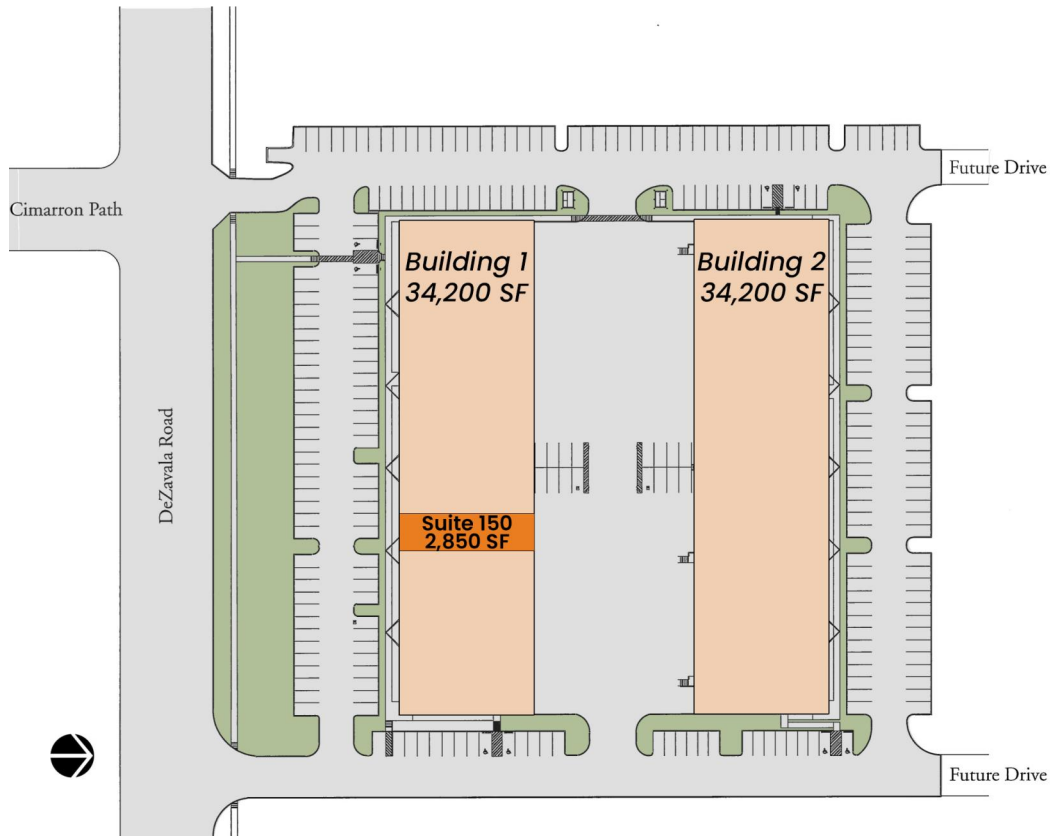 Future Drive
Cimarron Path
Building 1
34,200 SF
Building 2
34,200 SF
DeZavala Road
Suite 150
2,850 SF
Future Drive